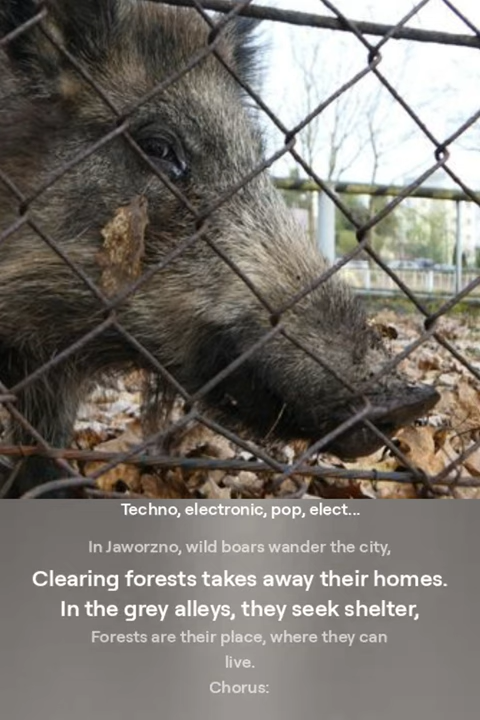 Techno, electronic, pop, elect...
In Jaworzno, wild boars wander the city,
Clearing forests takes away their homes.
In the grey alleys, they seek shelter,
Forests are their place, where they can
live.
Chorus: